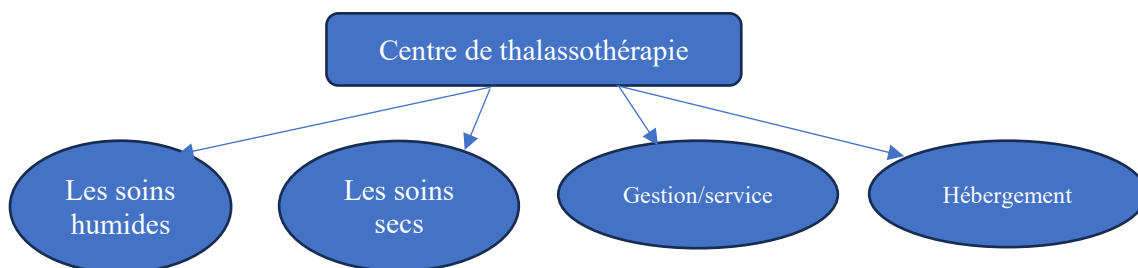 Centre de thalassothérapie
Les soins
humides
Les soins
secs
Gestion/service
Hébergement